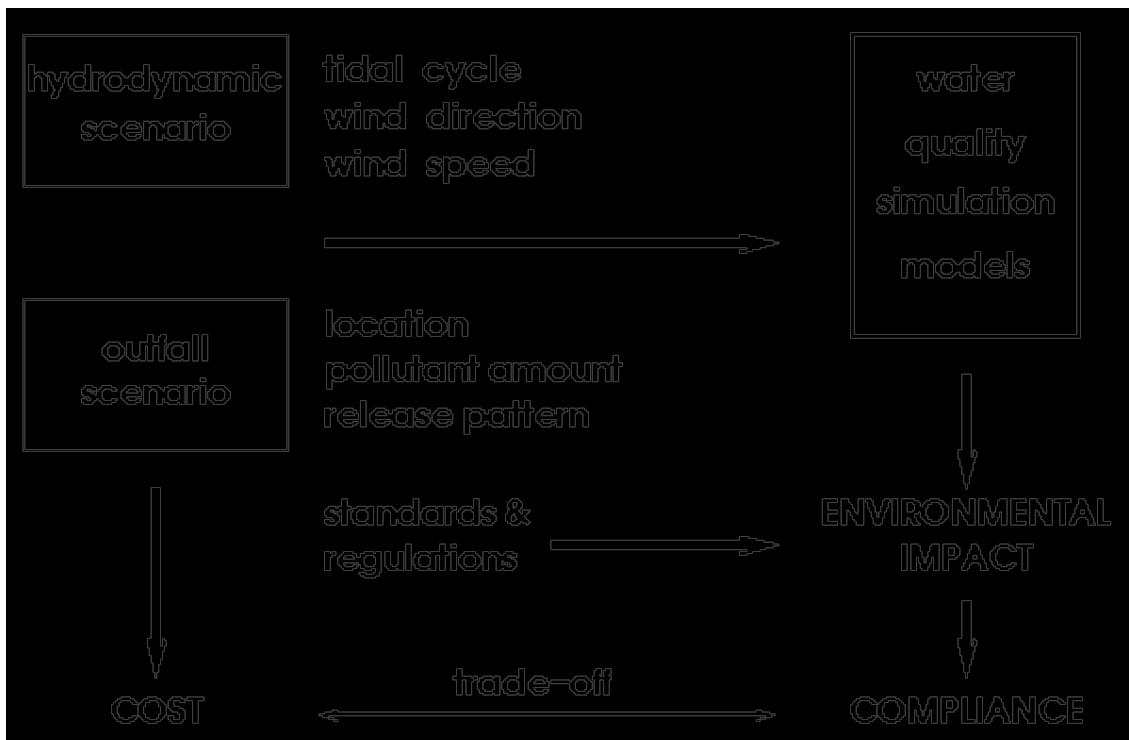 hydrodynamic
scenario
tidal cycle
wind direction
wind speed
water
quality
simulation
models
outfall
scenario
location
pollutant amount
release pattern
standards &
regulations
ENVIRONMENTAL
IMPACT
COST
trade-off
COMPLIANCE